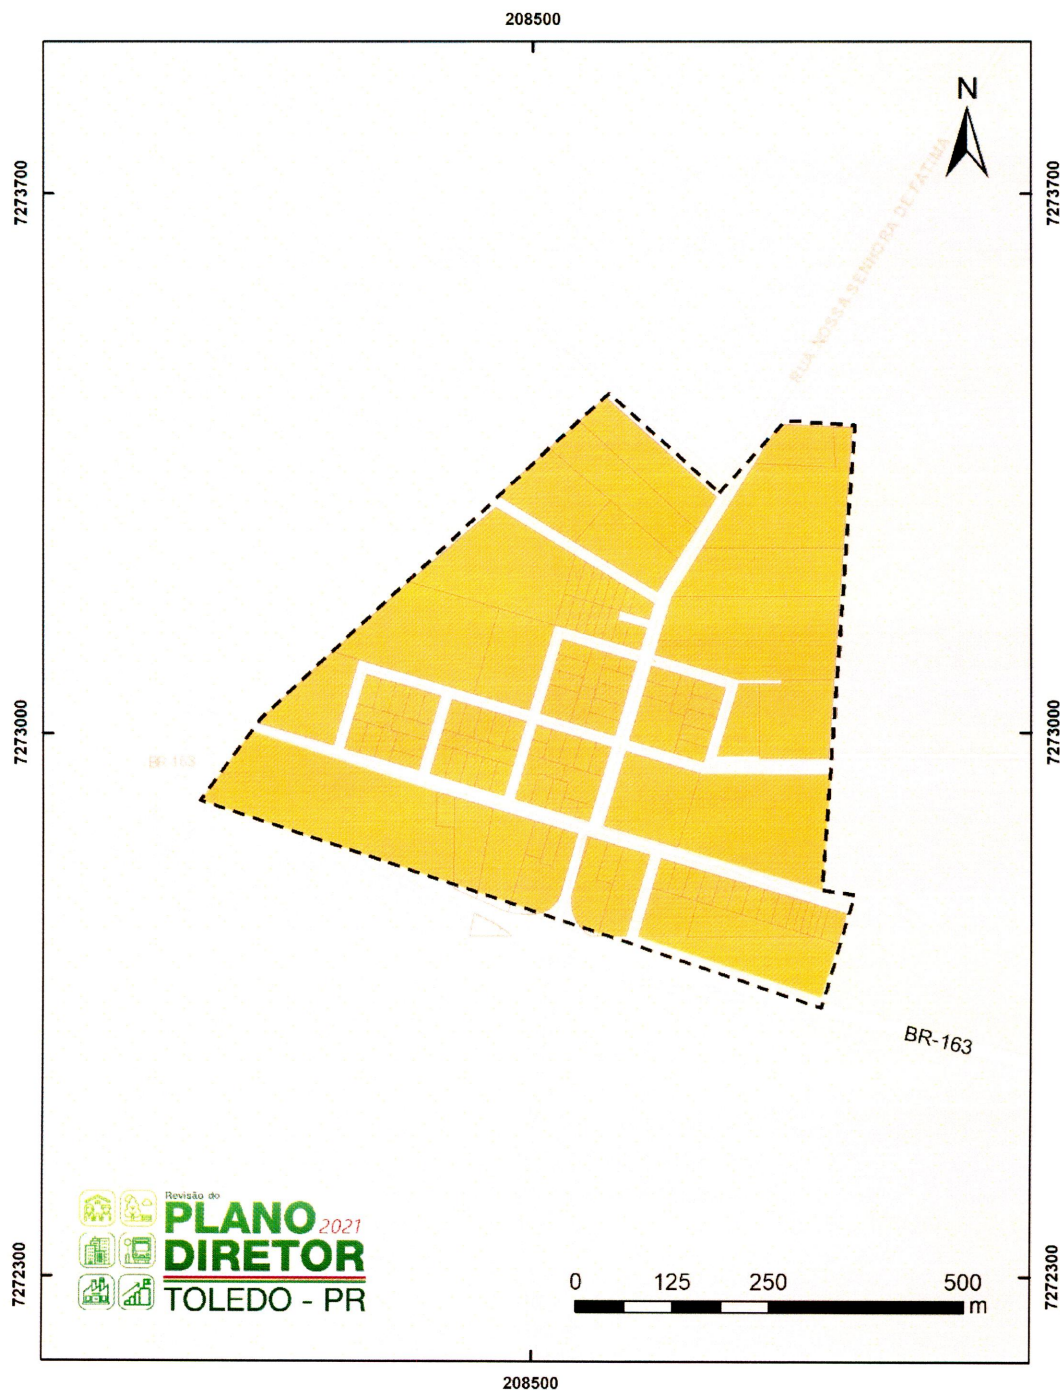 208500
N
7273700
7273700
RUA NOSSA SENHORA DE FATIMA
7273000
7273000
BR-163
BR-163
Revisão do
PLANO 2021
DIRETOR
TOLEDO - PR
0 125 250 500
m
7272300
7272300
208500